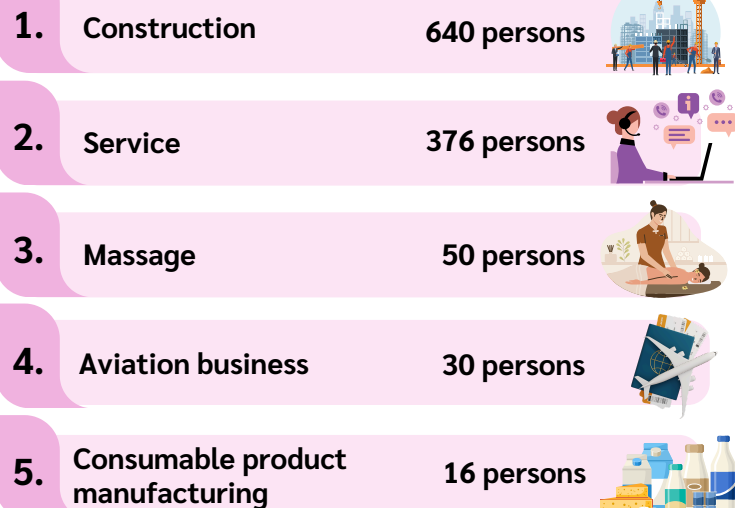 1. Construction 640 persons
2. Service 376 persons
3. Massage 50 persons
4. Aviation business 30 persons
5. Consumable product
manufacturing 16 persons